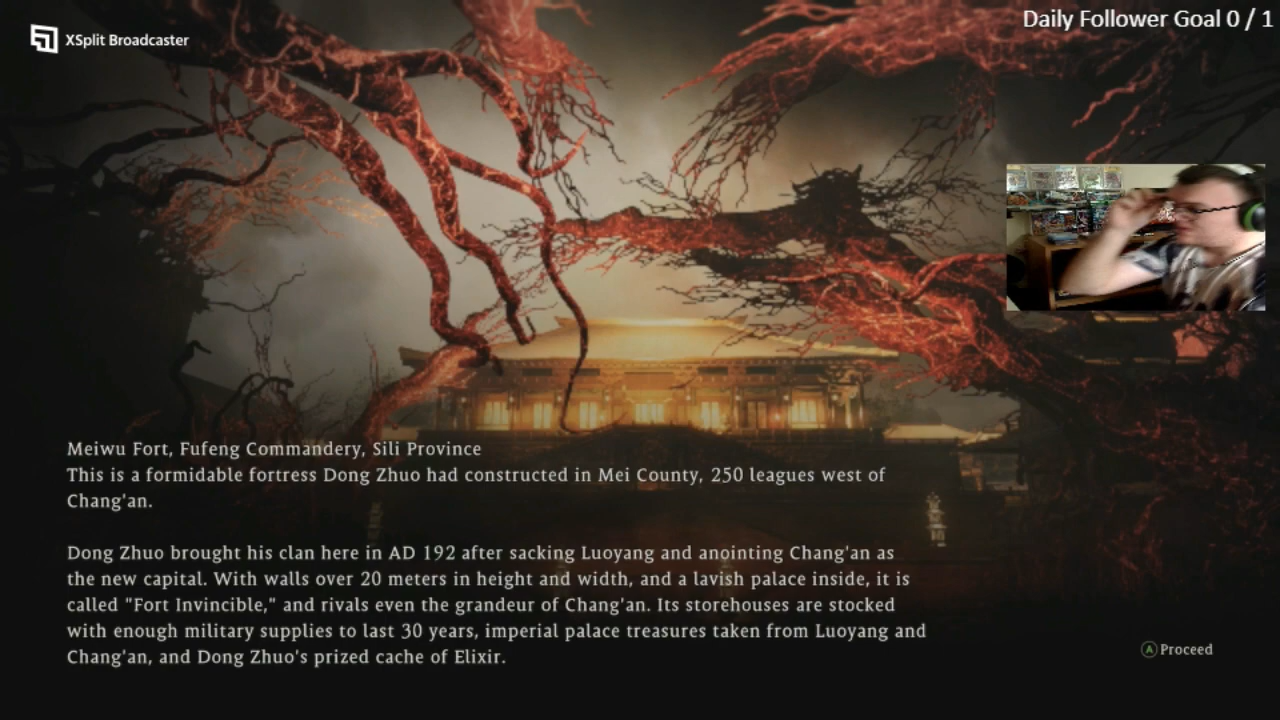 Daily Follower Goal 0 / 1
XSplit Broadcaster
Meiwu Fort, Fufeng Commandery, Sili Province
This is a formidable fortress Dong Zhuo had constructed in Mei County, 250 leagues west of
Chang'an.
Dong Zhuo brought his clan here in AD 192 after sacking Luoyang and anointing Chang'an as
the new capital. With walls over 20 meters in height and width, and a lavish palace inside, it is
called "Fort Invincible," and rivals even the grandeur of Chang'an. Its storehouses are stocked
with enough military supplies to last 30 years, imperial palace treasures taken from Luoyang and
Chang'an, and Dong Zhuo's prized cache of Elixir.
A Proceed